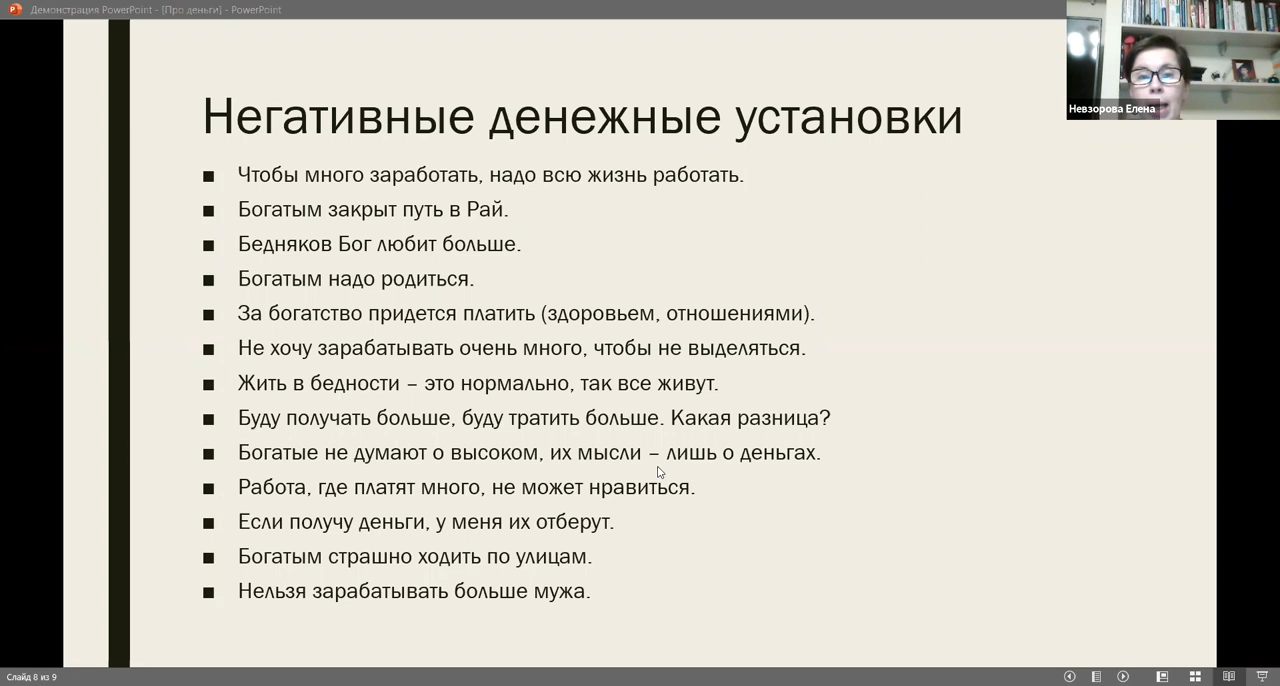 Демонстрация PowerPoint - [Про деньги] - PowerPoint
Невзорова Елена
Негативные денежные установки
■ Чтобы много заработать, надо всю жизнь работать.
■ Богатым закрыт путь в Рай.
■ Бедняков Бог любит больше.
■ Богатым надо родиться.
■ За богатство придется платить (здоровьем, отношениями).
■ Не хочу зарабатывать очень много, чтобы не выделяться.
■ Жить в бедности – это нормально, так все живут.
■ Буду получать больше, буду тратить больше. Какая разница?
■ Богатые не думают о высоком, их мысли – лишь о деньгах.
■ Работа, где платят много, не может нравиться.
■ Если получу деньги, у меня их отберут.
■ Богатым страшно ходить по улицам.
■ Нельзя зарабатывать больше мужа.
Слайд 8 из 9